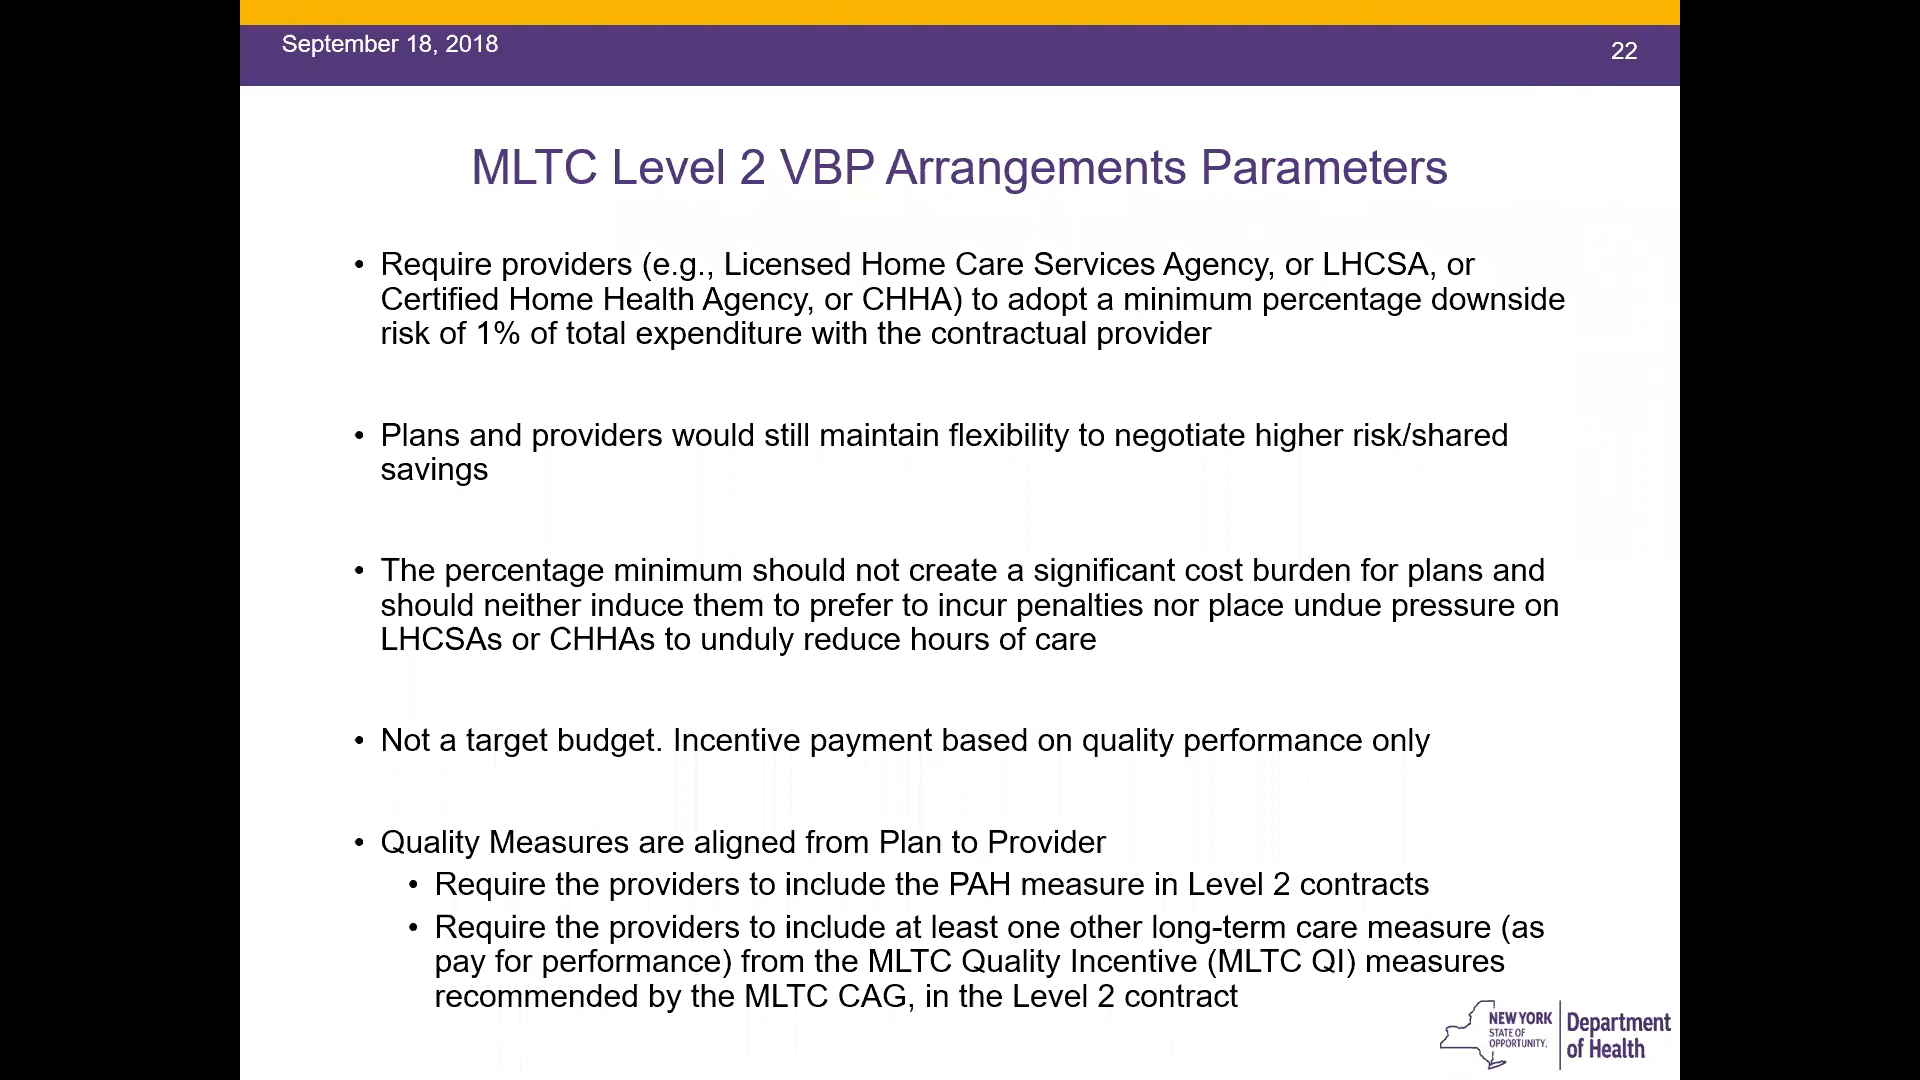 September 18, 2018
22
MLTC Level 2 VBP Arrangements Parameters
• Require providers (e.g., Licensed Home Care Services Agency, or LHCSA, or
Certified Home Health Agency, or CHHA) to adopt a minimum percentage downside
risk of 1% of total expenditure with the contractual provider
• Plans and providers would still maintain flexibility to negotiate higher risk/shared
savings
• The percentage minimum should not create a significant cost burden for plans and
should neither induce them to prefer to incur penalties nor place undue pressure on
LHCSAs or CHHAs to unduly reduce hours of care
• Not a target budget. Incentive payment based on quality performance only
• Quality Measures are aligned from Plan to Provider
• Require the providers to include the PAH measure in Level 2 contracts
• Require the providers to include at least one other long-term care measure (as
pay for performance) from the MLTC Quality Incentive (MLTC QI) measures
recommended by the MLTC CAG, in the Level 2 contract
NEW YORK
STATE OF
OPPORTUNITY.
Department
of Health